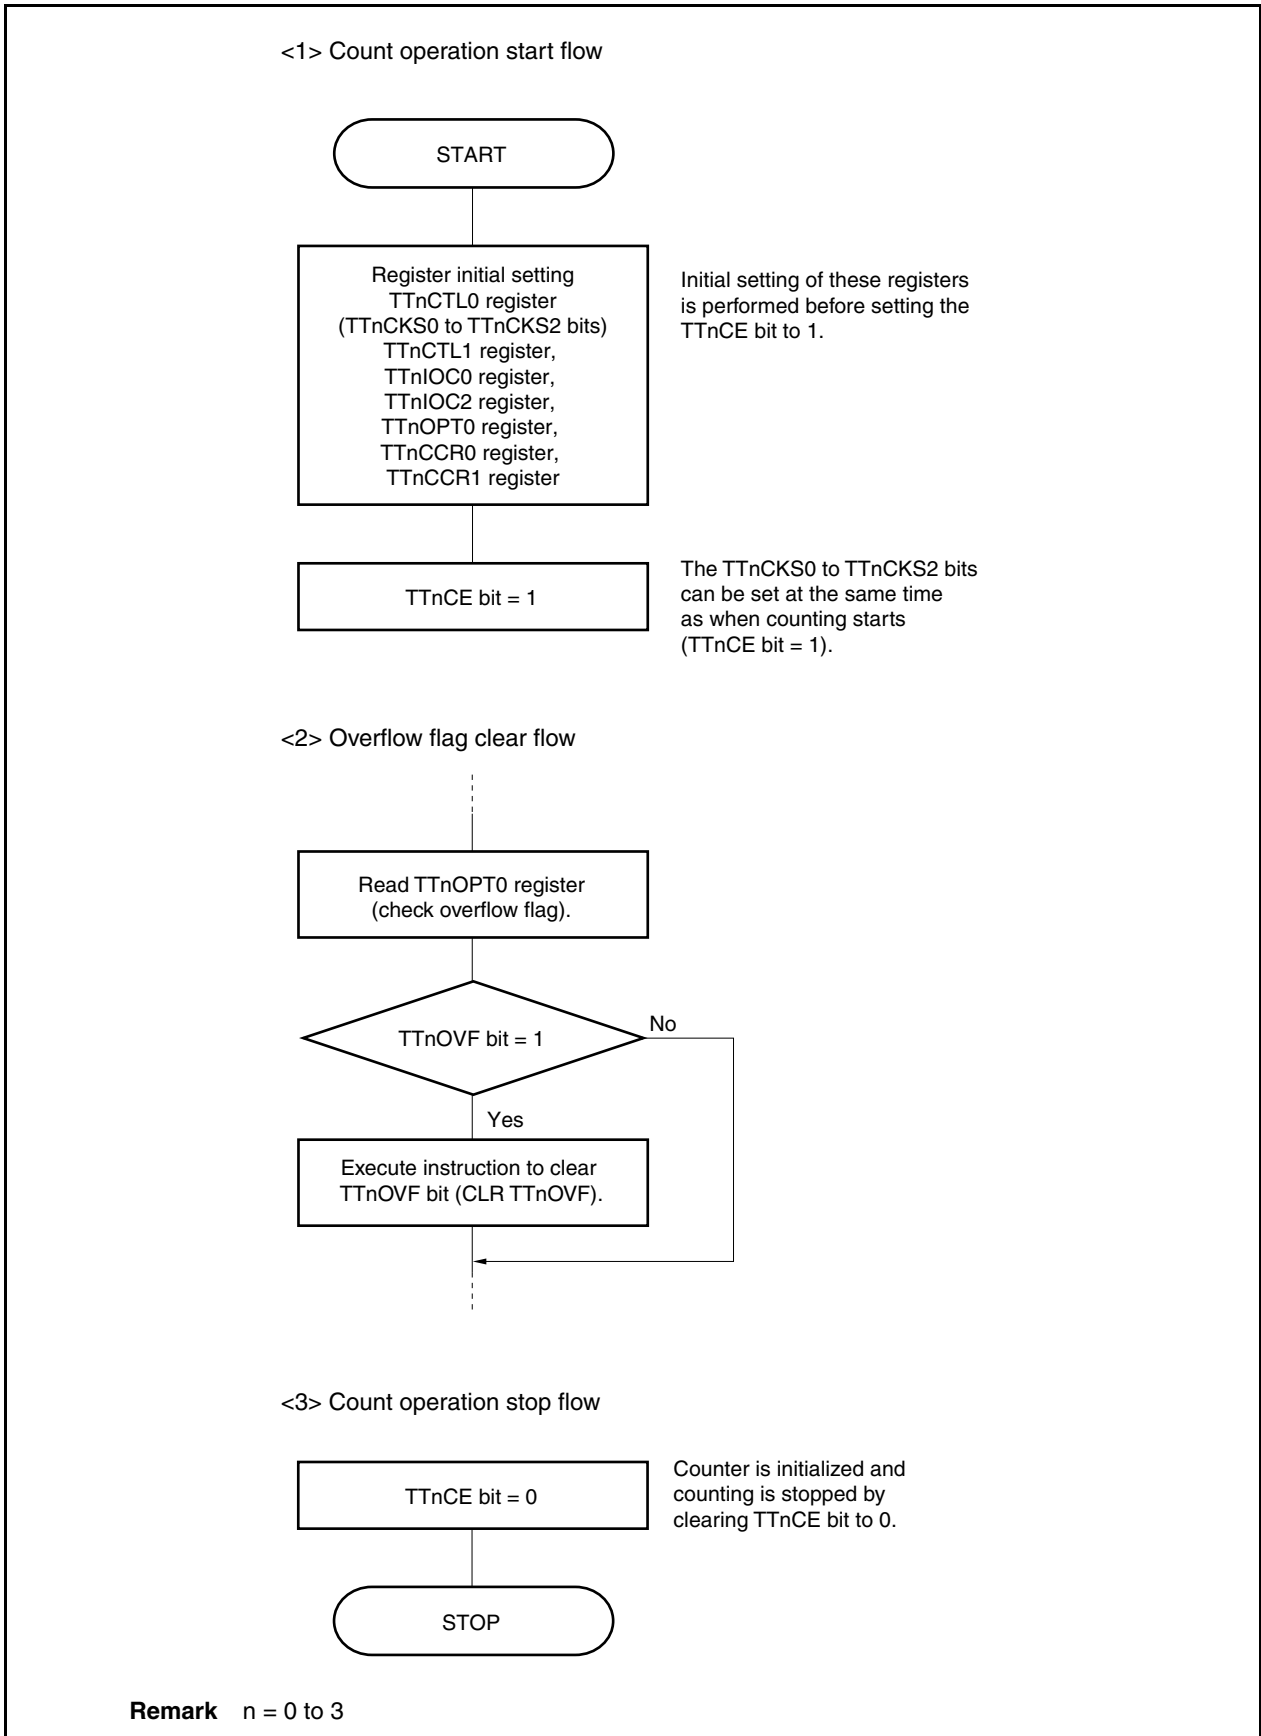 <1> Count operation start flow
START
Register initial setting
TTnCTL0 register
(TTnCKS0 to TTnCKS2 bits)
TTnCTL1 register,
TTnIOC0 register,
TTnIOC2 register,
TTnOPT0 register,
TTnCCR0 register,
TTnCCR1 register
Initial setting of these registers
is performed before setting the
TTnCE bit to 1.
TTnCE bit = 1
The TTnCKS0 to TTnCKS2 bits
can be set at the same time
as when counting starts
(TTnCE bit = 1).
<2> Overflow flag clear flow
Read TTnOPT0 register
(check overflow flag).
TTnOVF bit = 1
No
Yes
Execute instruction to clear
TTnOVF bit (CLR TTnOVF).
<3> Count operation stop flow
TTnCE bit = 0
Counter is initialized and
counting is stopped by
clearing TTnCE bit to 0.
STOP
Remark n = 0 to 3